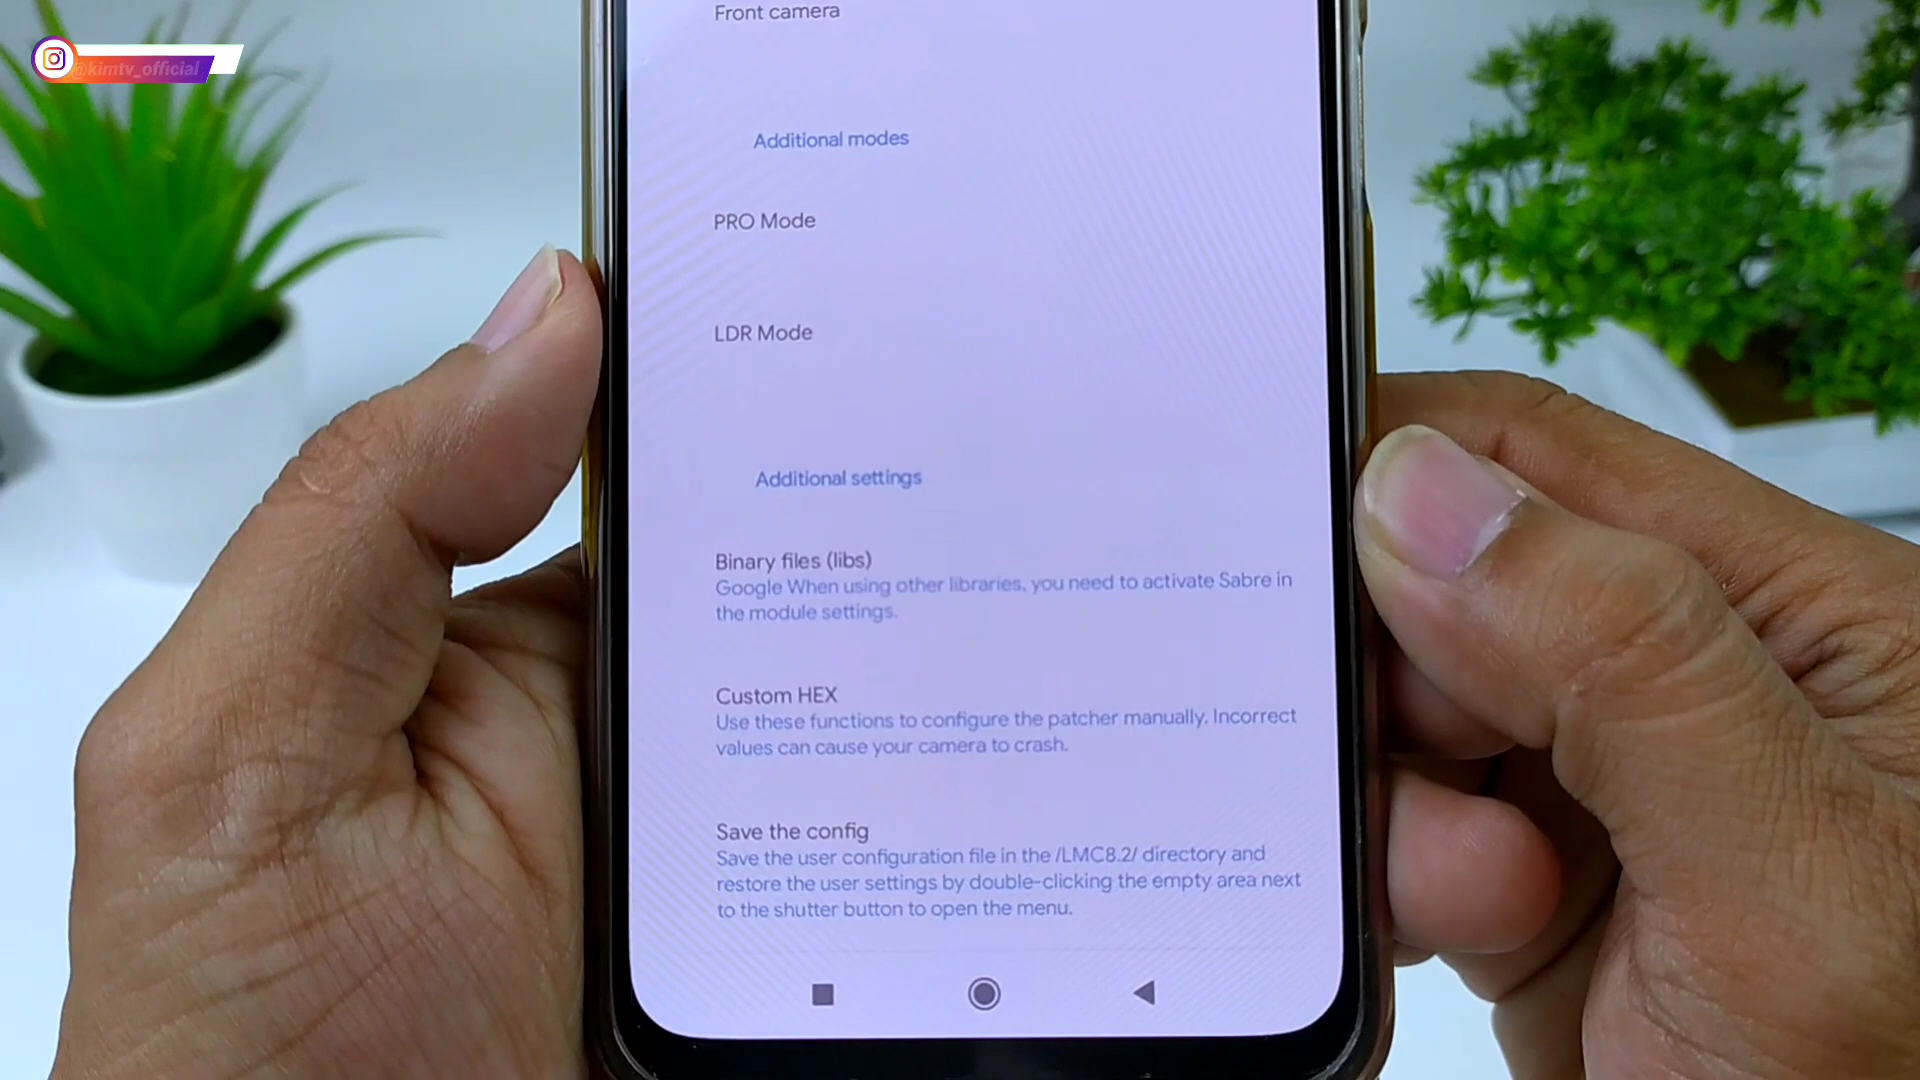 @kimtv_official
Front camera
Additional modes
PRO Mode
LDR Mode
Additional settings
Binary files (libs)
Google When using other libraries, you need to activate Sabre in
the module settings.
Custom HEX
Use these functions to configure the patcher manually. Incorrect
values can cause your camera to crash.
Save the config
Save the user configuration file in the /LMC8.2/ directory and
restore the user settings by double-clicking the empty area next
to the shutter button to open the menu.